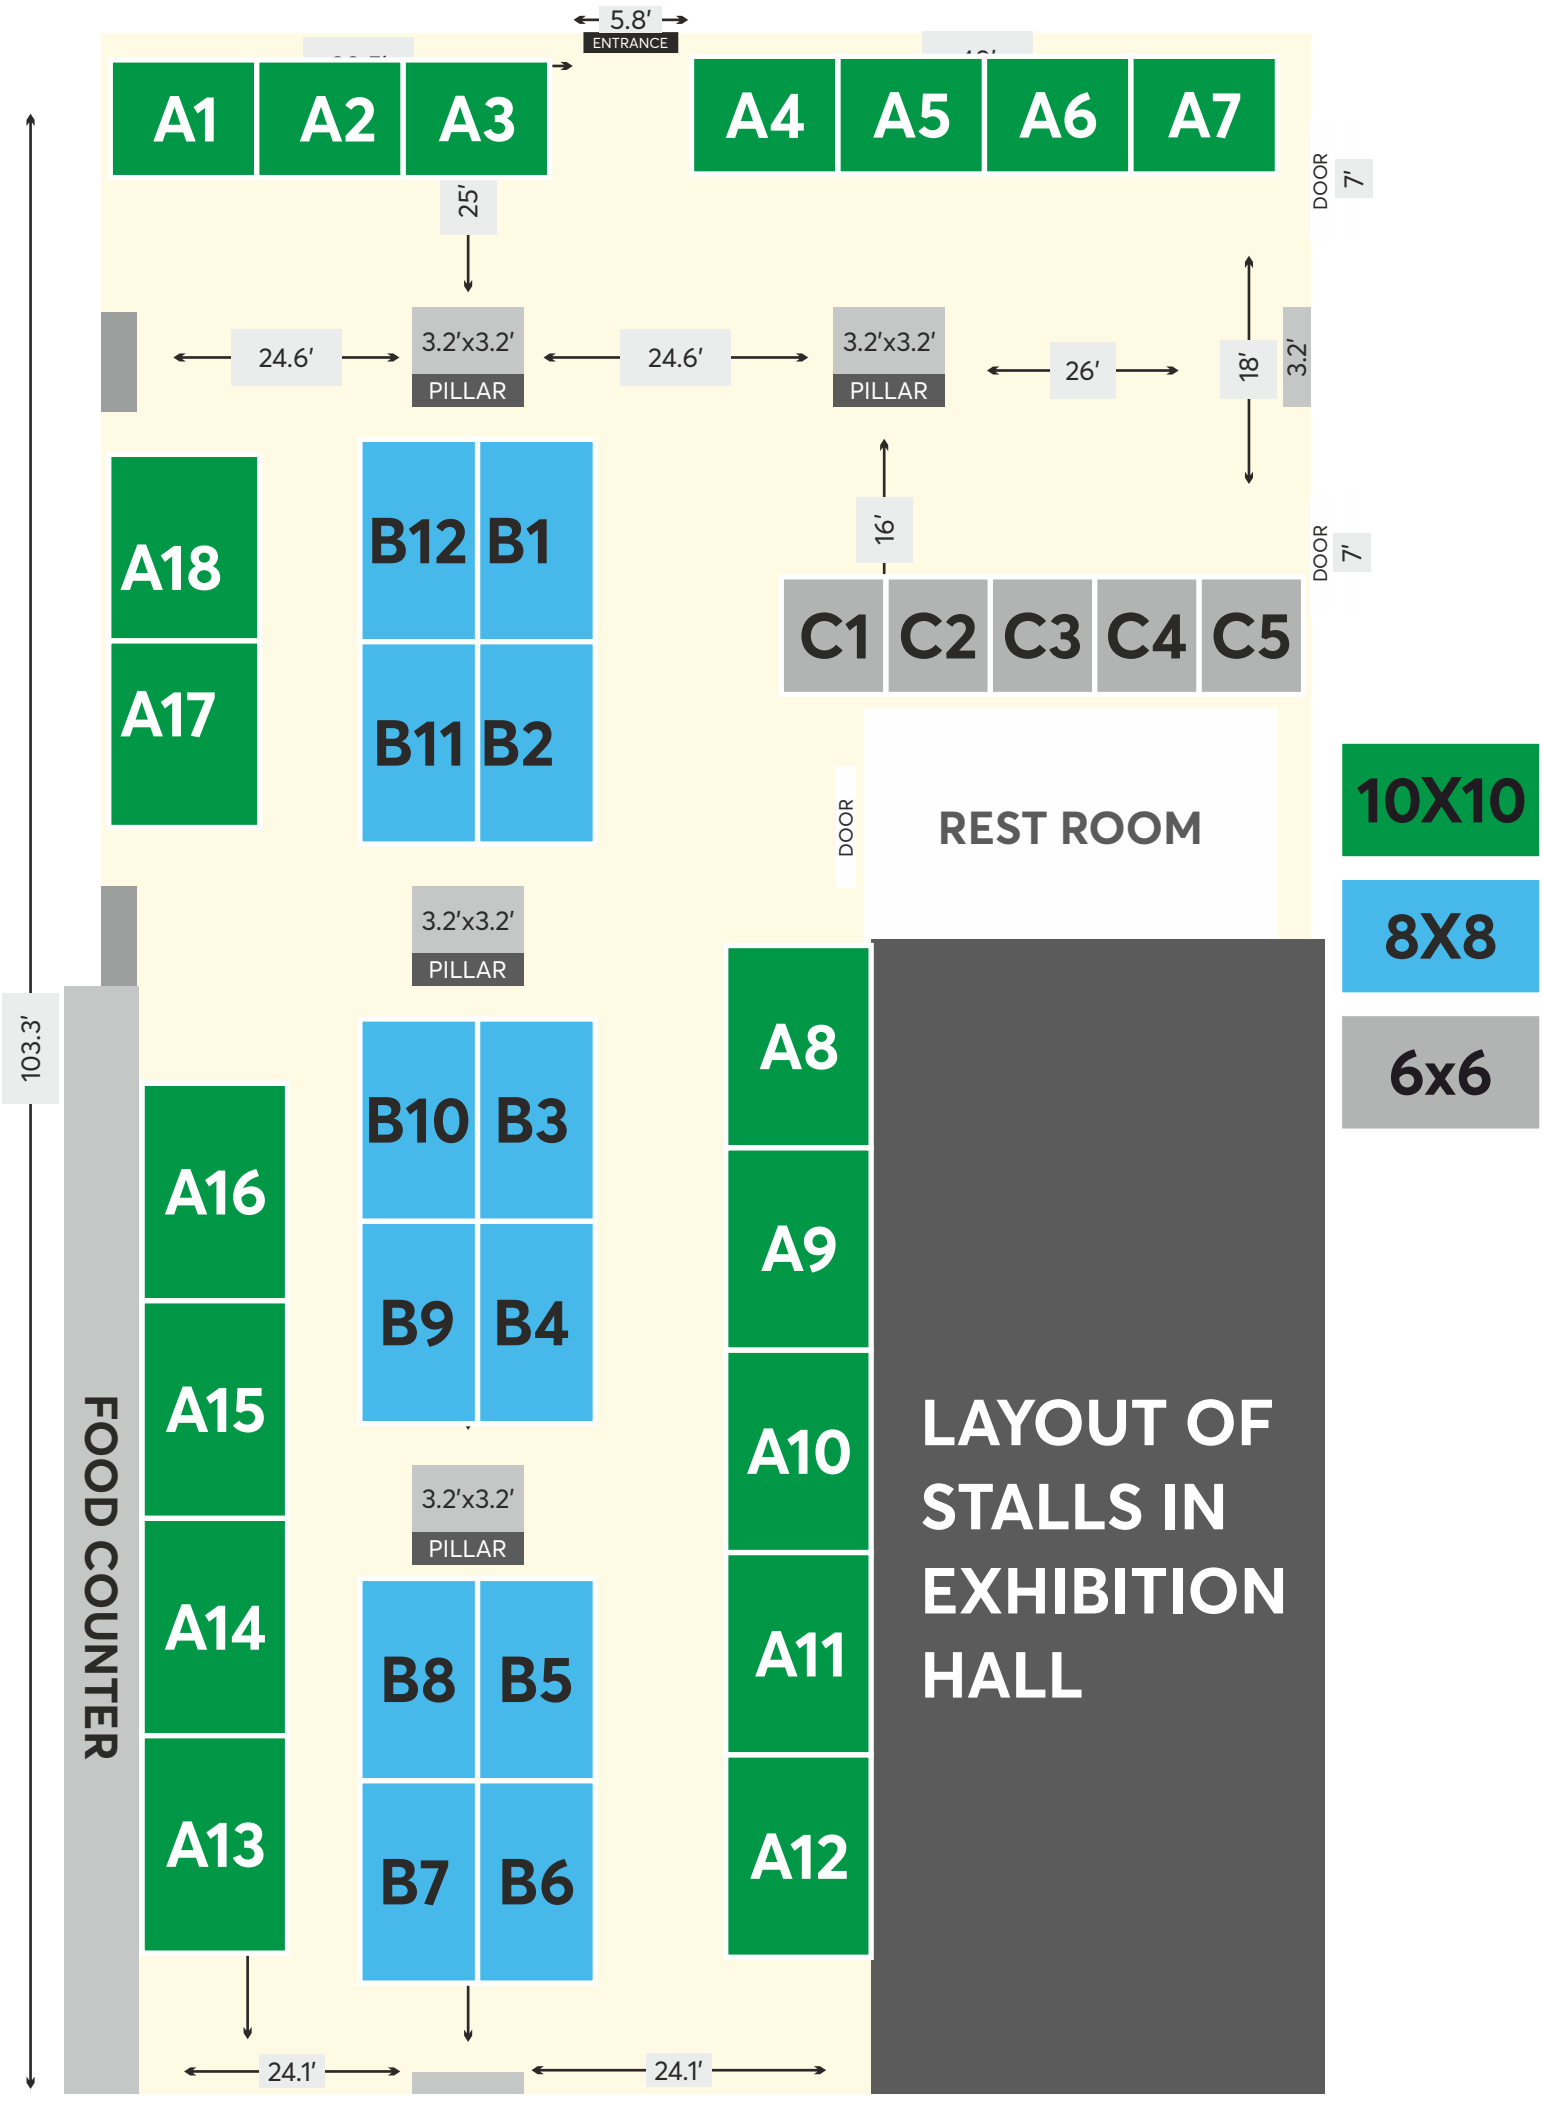 5.8'
ENTRANCE
A1 A2 A3 A4 A5 A6 A7
DOOR 7'
25'
3.2'x3.2'
PILLAR
3.2'x3.2'
PILLAR
24.6'
24.6'
26'
18'
3.2'
A18
B12 B1
16'
DOOR 7'
C1 C2 C3 C4 C5
A17
B11 B2
DOOR
REST ROOM
10X10
8X8
6x6
3.2'x3.2'
PILLAR
103.3'
A8
B10 B3
A16
A9
B9 B4
A15
FOOD COUNTER
A10
LAYOUT OF
STALLS IN
EXHIBITION
HALL
3.2'x3.2'
PILLAR
A14
A11
B8 B5
A13
A12
B7 B6
24.1'
24.1'